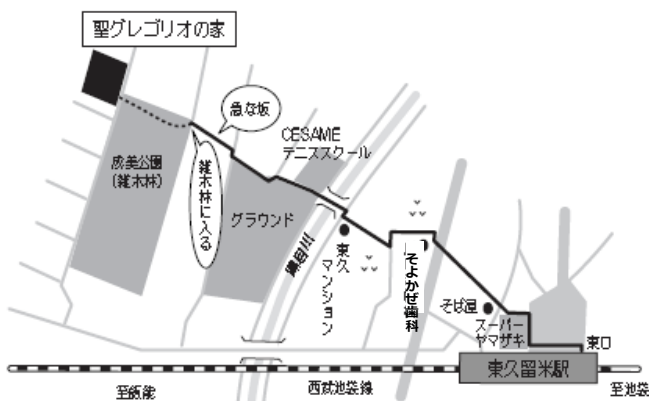 聖グレゴリオの家
急な坂
CESAME
テニススクール
成美公園
(雑木林)
雑木林に入る
グラウンド
黒目川
東久
マンション
そよかぜ歯科
そば屋
スーパー
ヤマザキ
東口
東久留米駅
至飯能
西武池袋線
至池袋